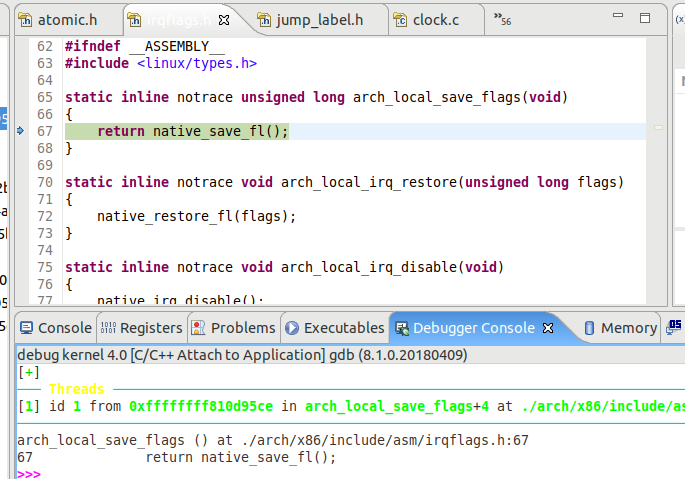 atomic.h irqflags.h jump_label.h clock.c »56 (x)
62 #ifndef __ASSEMBLY__
63 #include <linux/types.h>
64
65 static inline notrace unsigned long arch_local_save_flags(void)
66 {
67 return native_save_fl();
68 }
69
70 static inline notrace void arch_local_irq_restore(unsigned long flags)
71 {
72 native_restore_fl(flags);
73 }
74
75 static inline notrace void arch_local_irq_disable(void)
76 {
77 native_irq_disable();
Console Registers Problems Executables Debugger Console Memory
debug kernel 4.0 [C/C++ Attach to Application] gdb (8.1.0.20180409)
[+]
Threads
[1] id 1 from 0xffffffff810d95ce in arch_local_save_flags+4 at ./arch/x86/include/as
arch_local_save_flags () at ./arch/x86/include/asm/irqflags.h:67
67 return native_save_fl();
>>>